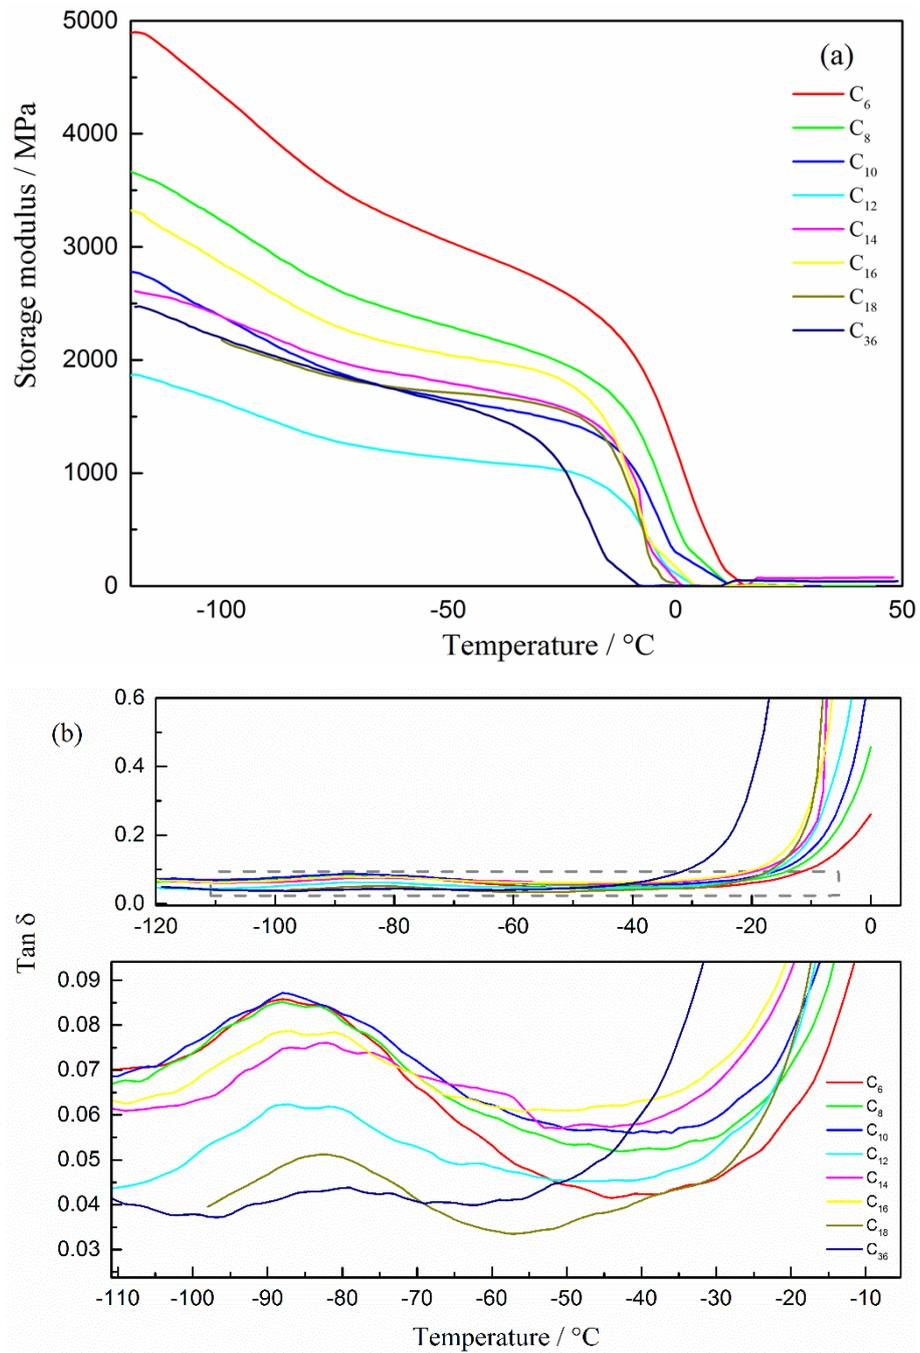 (a)
Storage modulus / MPa
5000
4000
3000
2000
1000
0
C6
C8
C10
C12
C14
C16
C18
C36
-100 -50 0 50
Temperature / °C
(b)
Tan δ
0.6
0.4
0.2
0.0
-120 -100 -80 -60 -40 -20 0
0.09
0.08
0.07
0.06
0.05
0.04
0.03
C6
C8
C10
C12
C14
C16
C18
C36
-110 -100 -90 -80 -70 -60 -50 -40 -30 -20 -10
Temperature / °C